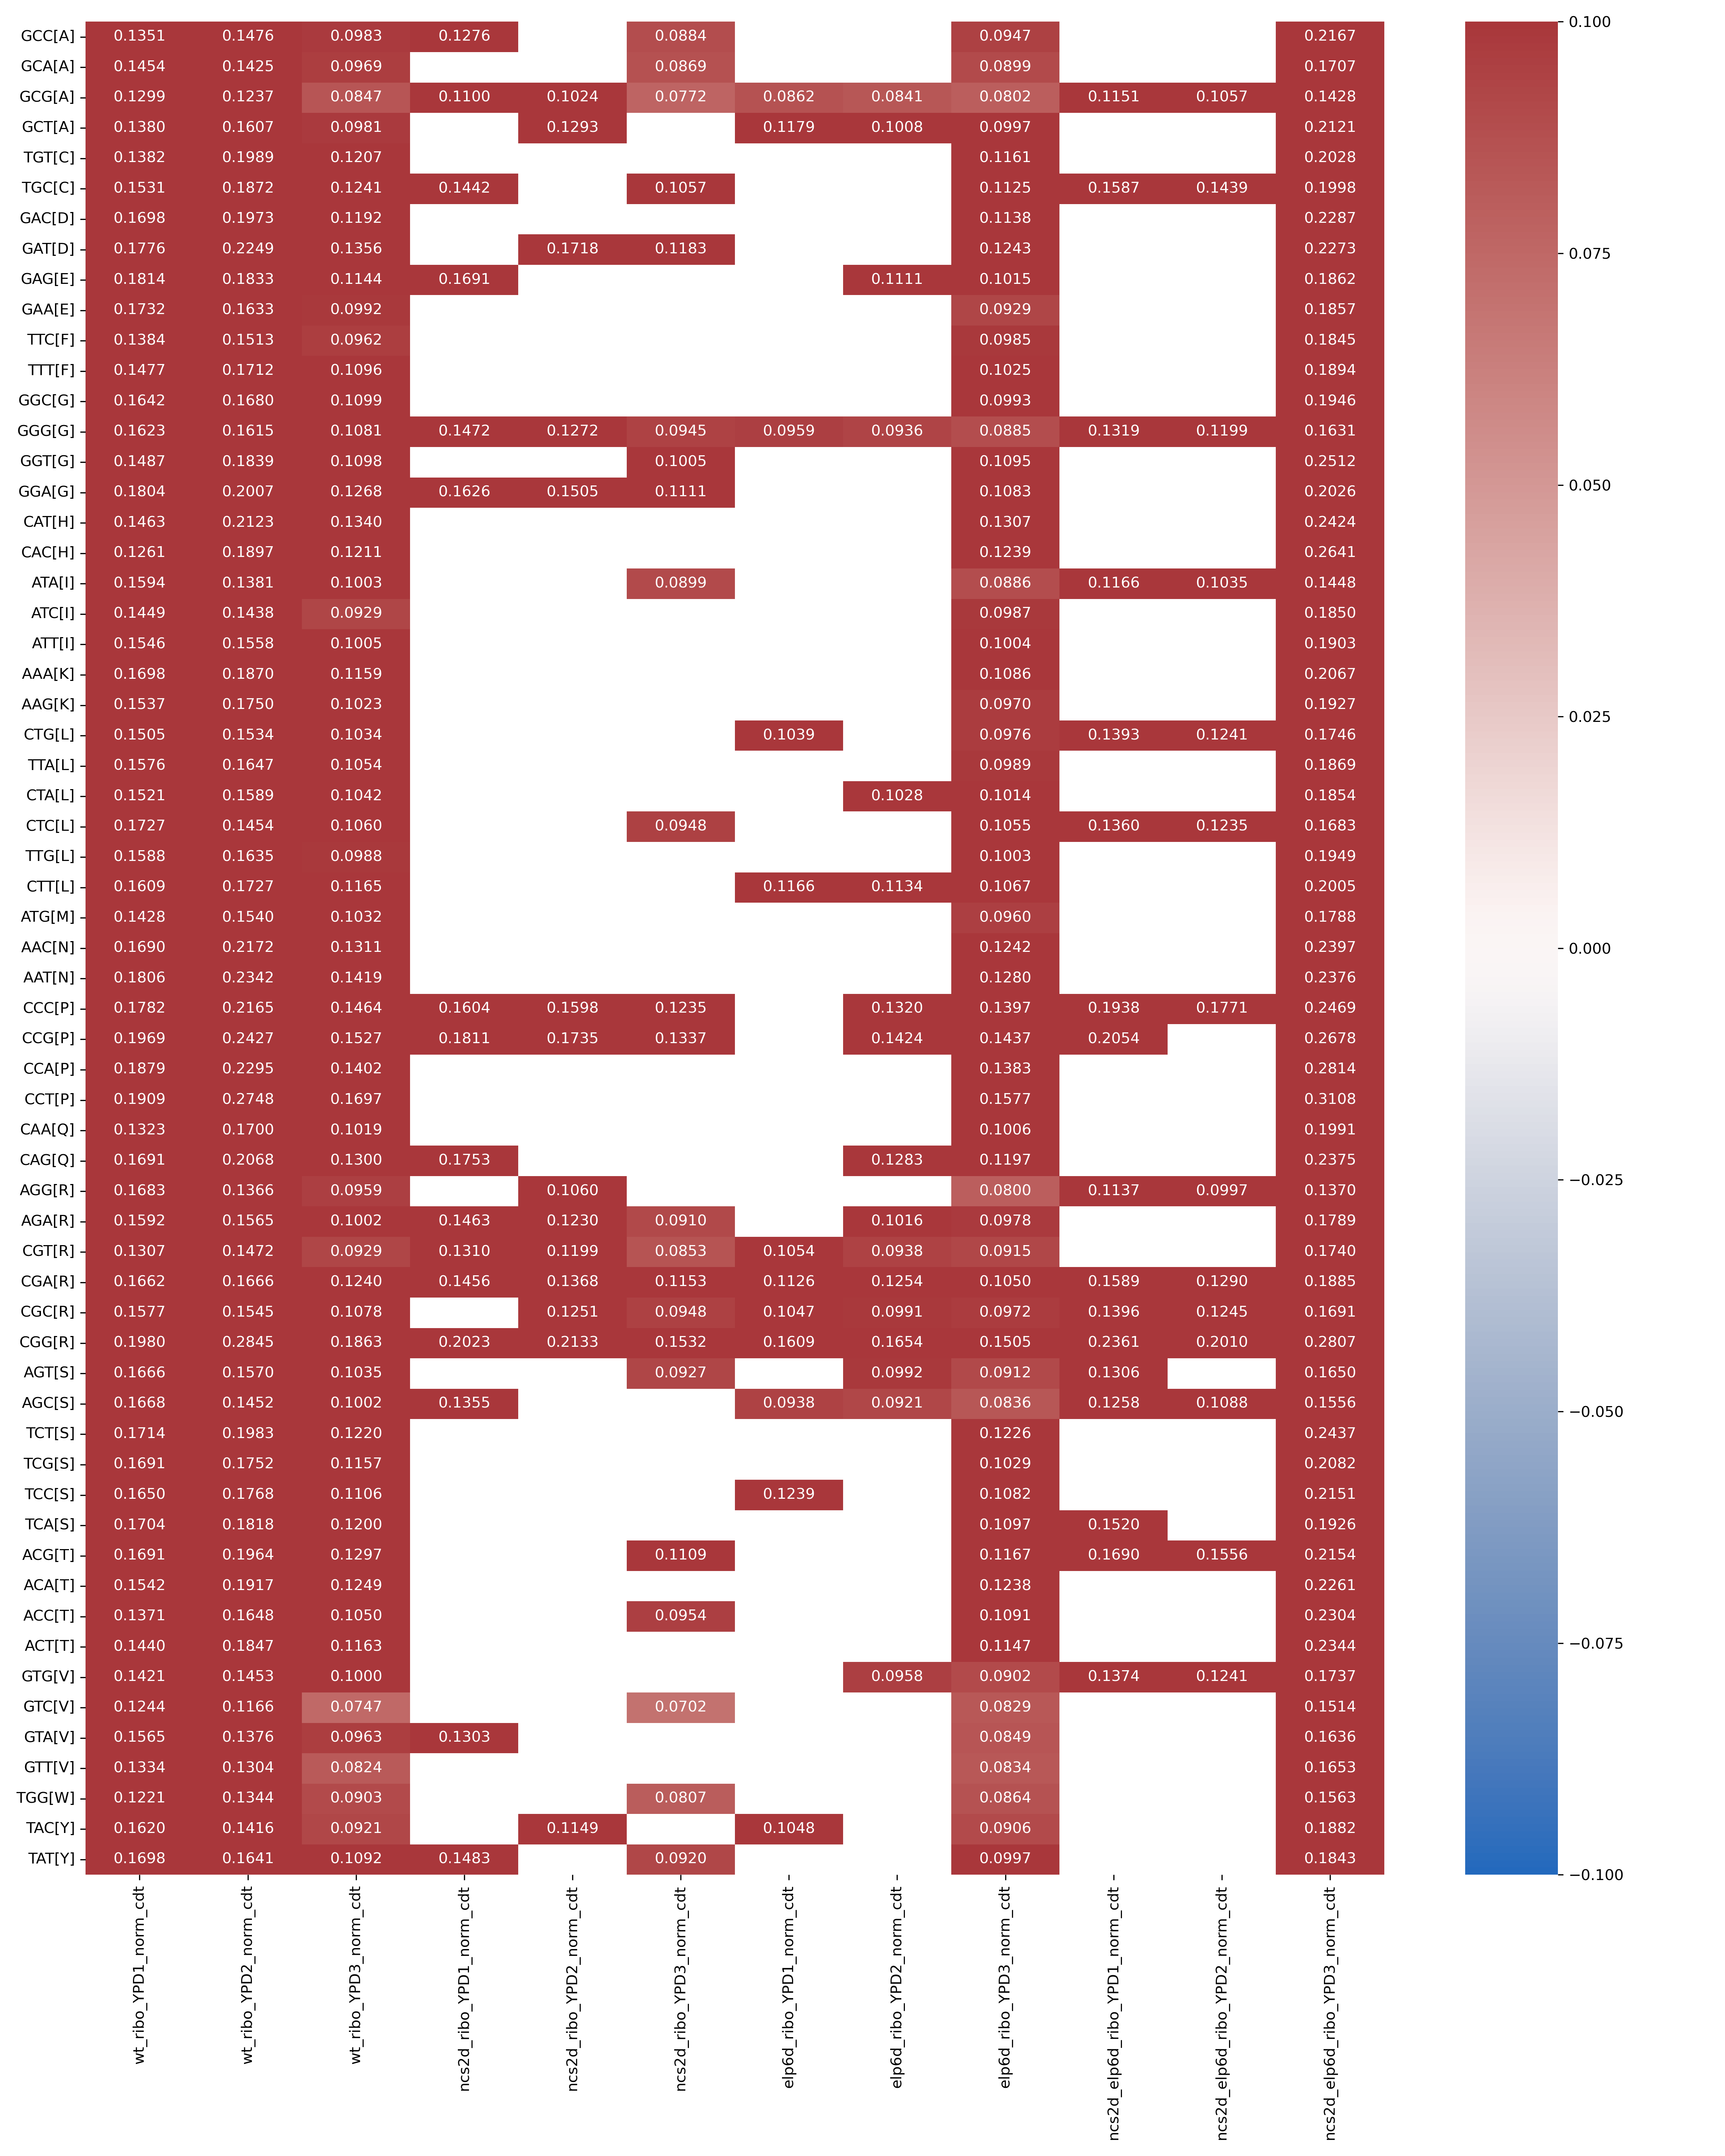 GCC[A] 0.1351 0.1476 0.0983 0.1276 0.0884 0.0947 0.2167
GCA[A] 0.1454 0.1425 0.0969 0.0869 0.0899 0.1707
GCG[A] 0.1299 0.1237 0.0847 0.1100 0.1024 0.0772 0.0862 0.0841 0.0802 0.1151 0.1057 0.1428
GCT[A] 0.1380 0.1607 0.0981 0.1293 0.1179 0.1008 0.0997 0.2121
TGT[C] 0.1382 0.1989 0.1207 0.1161 0.2028
TGC[C] 0.1531 0.1872 0.1241 0.1442 0.1057 0.1125 0.1587 0.1439 0.1998
GAC[D] 0.1698 0.1973 0.1192 0.1138 0.2287
GAT[D] 0.1776 0.2249 0.1356 0.1718 0.1183 0.1243 0.2273
GAG[E] 0.1814 0.1833 0.1144 0.1691 0.1111 0.1015 0.1862
GAA[E] 0.1732 0.1633 0.0992 0.0929 0.1857
TTC[F] 0.1384 0.1513 0.0962 0.0985 0.1845
TTT[F] 0.1477 0.1712 0.1096 0.1025 0.1894
GGC[G] 0.1642 0.1680 0.1099 0.0993 0.1946
GGG[G] 0.1623 0.1615 0.1081 0.1472 0.1272 0.0945 0.0959 0.0936 0.0885 0.1319 0.1199 0.1631
GGT[G] 0.1487 0.1839 0.1098 0.1005 0.1095 0.2512
GGA[G] 0.1804 0.2007 0.1268 0.1626 0.1505 0.1111 0.1083 0.2026
CAT[H] 0.1463 0.2123 0.1340 0.1307 0.2424
CAC[H] 0.1261 0.1897 0.1211 0.1239 0.2641
ATA[I] 0.1594 0.1381 0.1003 0.0899 0.0886 0.1166 0.1035 0.1448
ATC[I] 0.1449 0.1438 0.0929 0.0987 0.1850
ATT[I] 0.1546 0.1558 0.1005 0.1004 0.1903
AAA[K] 0.1698 0.1870 0.1159 0.1086 0.2067
AAG[K] 0.1537 0.1750 0.1023 0.0970 0.1927
CTG[L] 0.1505 0.1534 0.1034 0.1039 0.0976 0.1393 0.1241 0.1746
TTA[L] 0.1576 0.1647 0.1054 0.0989 0.1869
CTA[L] 0.1521 0.1589 0.1042 0.1028 0.1014 0.1854
CTC[L] 0.1727 0.1454 0.1060 0.0948 0.1055 0.1360 0.1235 0.1683
TTG[L] 0.1588 0.1635 0.0988 0.1003 0.1949
CTT[L] 0.1609 0.1727 0.1165 0.1166 0.1134 0.1067 0.2005
ATG[M] 0.1428 0.1540 0.1032 0.0960 0.1788
AAC[N] 0.1690 0.2172 0.1311 0.1242 0.2397
AAT[N] 0.1806 0.2342 0.1419 0.1280 0.2376
CCC[P] 0.1782 0.2165 0.1464 0.1604 0.1598 0.1235 0.1320 0.1397 0.1938 0.1771 0.2469
CCG[P] 0.1969 0.2427 0.1527 0.1811 0.1735 0.1337 0.1424 0.1437 0.2054 0.2678
CCA[P] 0.1879 0.2295 0.1402 0.1383 0.2814
CCT[P] 0.1909 0.2748 0.1697 0.1577 0.3108
CAA[Q] 0.1323 0.1700 0.1019 0.1006 0.1991
CAG[Q] 0.1691 0.2068 0.1300 0.1753 0.1283 0.1197 0.2375
AGG[R] 0.1683 0.1366 0.0959 0.1060 0.0800 0.1137 0.0997 0.1370
AGA[R] 0.1592 0.1565 0.1002 0.1463 0.1230 0.0910 0.1016 0.0978 0.1789
CGT[R] 0.1307 0.1472 0.0929 0.1310 0.1199 0.0853 0.1054 0.0938 0.0915 0.1740
CGA[R] 0.1662 0.1666 0.1240 0.1456 0.1368 0.1153 0.1126 0.1254 0.1050 0.1589 0.1290 0.1885
CGC[R] 0.1577 0.1545 0.1078 0.1251 0.0948 0.1047 0.0991 0.0972 0.1396 0.1245 0.1691
CGG[R] 0.1980 0.2845 0.1863 0.2023 0.2133 0.1532 0.1609 0.1654 0.1505 0.2361 0.2010 0.2807
AGT[S] 0.1666 0.1570 0.1035 0.0927 0.0992 0.0912 0.1306 0.1650
AGC[S] 0.1668 0.1452 0.1002 0.1355 0.0938 0.0921 0.0836 0.1258 0.1088 0.1556
TCT[S] 0.1714 0.1983 0.1220 0.1226 0.2437
TCG[S] 0.1691 0.1752 0.1157 0.1029 0.2082
TCC[S] 0.1650 0.1768 0.1106 0.1239 0.1082 0.2151
TCA[S] 0.1704 0.1818 0.1200 0.1097 0.1520 0.1926
ACG[T] 0.1691 0.1964 0.1297 0.1109 0.1167 0.1690 0.1556 0.2154
ACA[T] 0.1542 0.1917 0.1249 0.1238 0.2261
ACC[T] 0.1371 0.1648 0.1050 0.0954 0.1091 0.2304
ACT[T] 0.1440 0.1847 0.1163 0.1147 0.2344
GTG[V] 0.1421 0.1453 0.1000 0.0958 0.0902 0.1374 0.1241 0.1737
GTC[V] 0.1244 0.1166 0.0747 0.0702 0.0829 0.1514
GTA[V] 0.1565 0.1376 0.0963 0.1303 0.0849 0.1636
GTT[V] 0.1334 0.1304 0.0824 0.0834 0.1653
TGG[W] 0.1221 0.1344 0.0903 0.0807 0.0864 0.1563
TAC[Y] 0.1620 0.1416 0.0921 0.1149 0.1048 0.0906 0.1882
TAT[Y] 0.1698 0.1641 0.1092 0.1483 0.0920 0.0997 0.1843
wt_ribo_YPD1_norm_cdt
wt_ribo_YPD2_norm_cdt
wt_ribo_YPD3_norm_cdt
ncs2d_ribo_YPD1_norm_cdt
ncs2d_ribo_YPD2_norm_cdt
ncs2d_ribo_YPD3_norm_cdt
elp6d_ribo_YPD1_norm_cdt
elp6d_ribo_YPD2_norm_cdt
elp6d_ribo_YPD3_norm_cdt
ncs2d_elp6d_ribo_YPD1_norm_cdt
ncs2d_elp6d_ribo_YPD2_norm_cdt
ncs2d_elp6d_ribo_YPD3_norm_cdt
0.100
0.075
0.050
0.025
0.000
−0.025
−0.050
−0.075
−0.100